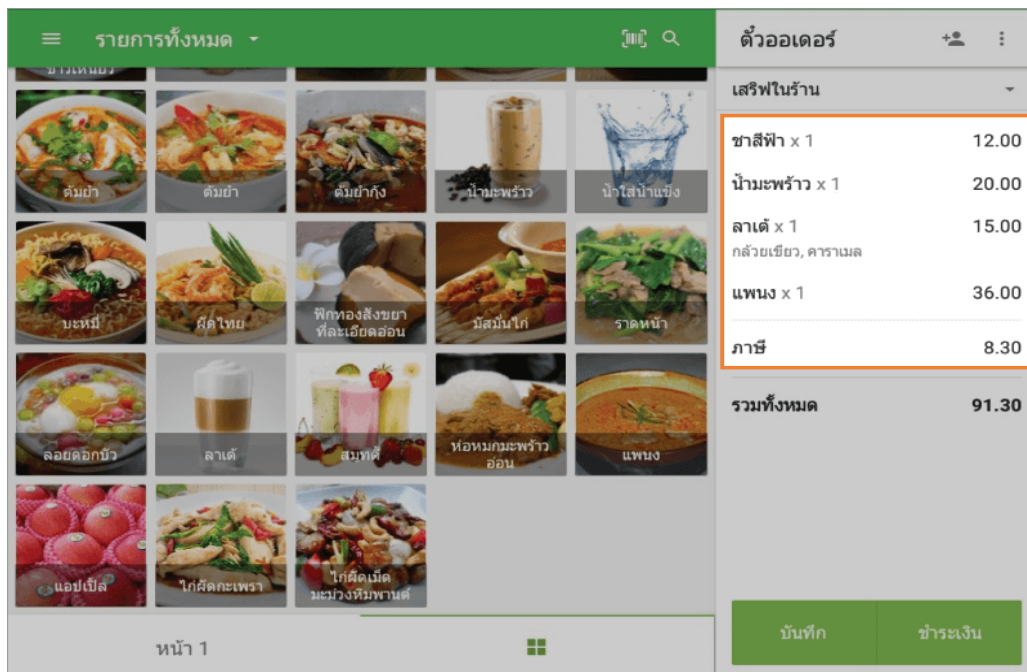 รายการทั้งหมด
ข้าวเหนียว
ต้มยำ
ต้มยำ
ต้มยำกุ้ง
น้ำมะพร้าว
น้ำใส่น้ำแข็ง
บะหมี่
ผัดไทย
ฟักทองสังขยา
ที่ละเอียดอ่อน
มัสมั่นไก่
ราดหน้า
ลอยดอกบัว
ลาเต้
สมูทตี้
ห่อหมกมะพร้าว
อ่อน
แพนง
แอปเปิ้ล
ไก่ผัดกะเพรา
ไก่ผัดเม็ด
มะม่วงหิมพานต์
หน้า 1
ตั๋วออเดอร์
เสริฟในร้าน
ชาสีฟ้า x 1 12.00
น้ำมะพร้าว x 1 20.00
ลาเต้ x 1 15.00
กล้วยเขียว, คาราเมล
แพนง x 1 36.00
ภาษี 8.30
รวมทั้งหมด 91.30
บันทึก
ชำระเงิน